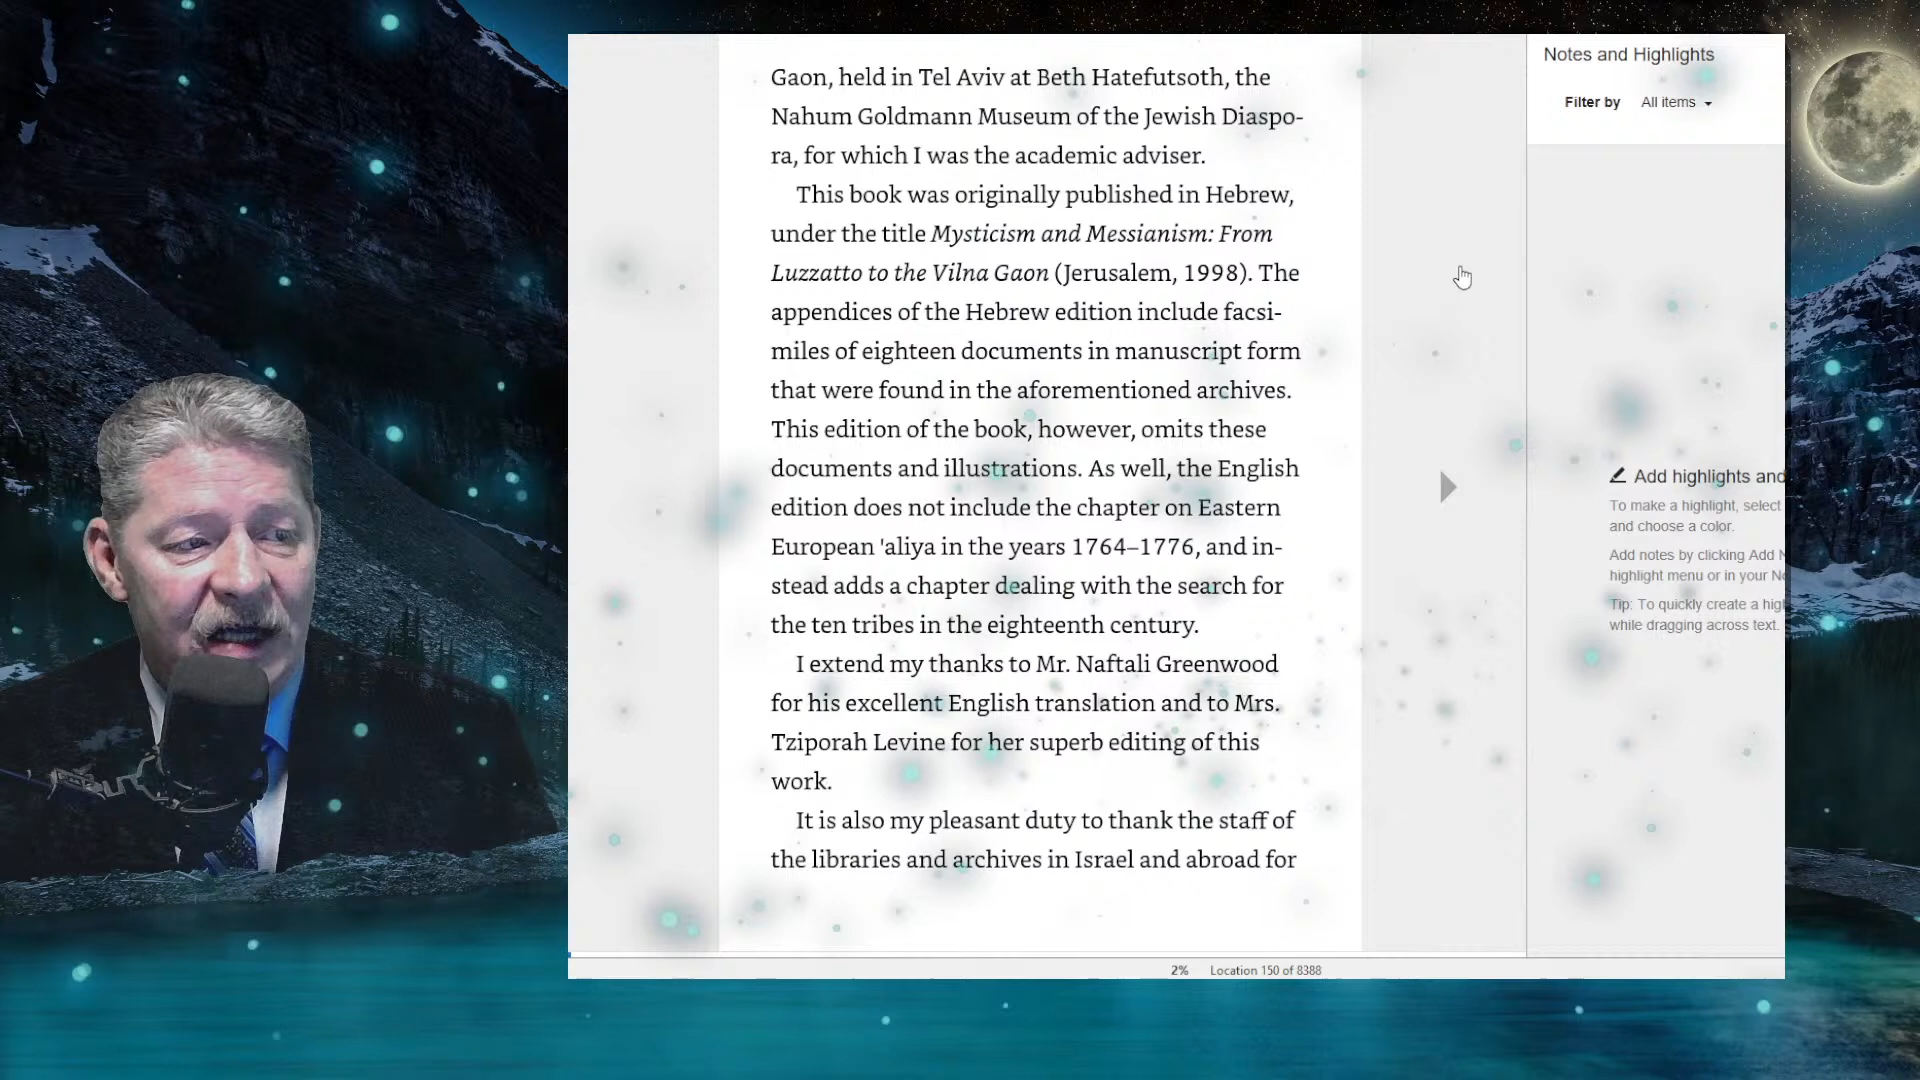 Gaon, held in Tel Aviv at Beth Hatefutsoth, the
Nahum Goldmann Museum of the Jewish Diaspo-
ra, for which I was the academic adviser.
This book was originally published in Hebrew,
under the title Mysticism and Messianism: From
Luzzatto to the Vilna Gaon (Jerusalem, 1998). The
appendices of the Hebrew edition include facsi-
miles of eighteen documents in manuscript form
that were found in the aforementioned archives.
This edition of the book, however, omits these
documents and illustrations. As well, the English
edition does not include the chapter on Eastern
European 'aliya in the years 1764–1776, and in-
stead adds a chapter dealing with the search for
the ten tribes in the eighteenth century.
I extend my thanks to Mr. Naftali Greenwood
for his excellent English translation and to Mrs.
Tziporah Levine for her superb editing of this
work.
It is also my pleasant duty to thank the staff of
the libraries and archives in Israel and abroad for
2% Location 150 of 8388
Notes and Highlights
Filter by All items
Add highlights and
To make a highlight, select
and choose a color.
Add notes by clicking Add
highlight menu or in your
Tip: To quickly create a
while dragging across text.